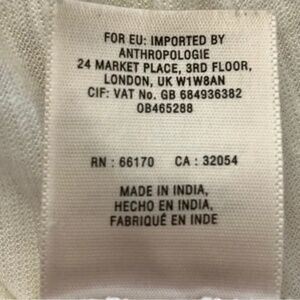 FOR EU: IMPORTED BY
ANTHROPOLOGIE
24 MARKET PLACE, 3RD FLOOR,
LONDON, UK W1W8AN
CIF: VAT No. GB 684936382
OB465288
RN : 66170 CA : 32054
MADE IN INDIA,
HECHO EN INDIA,
FABRIQUÉ EN INDE